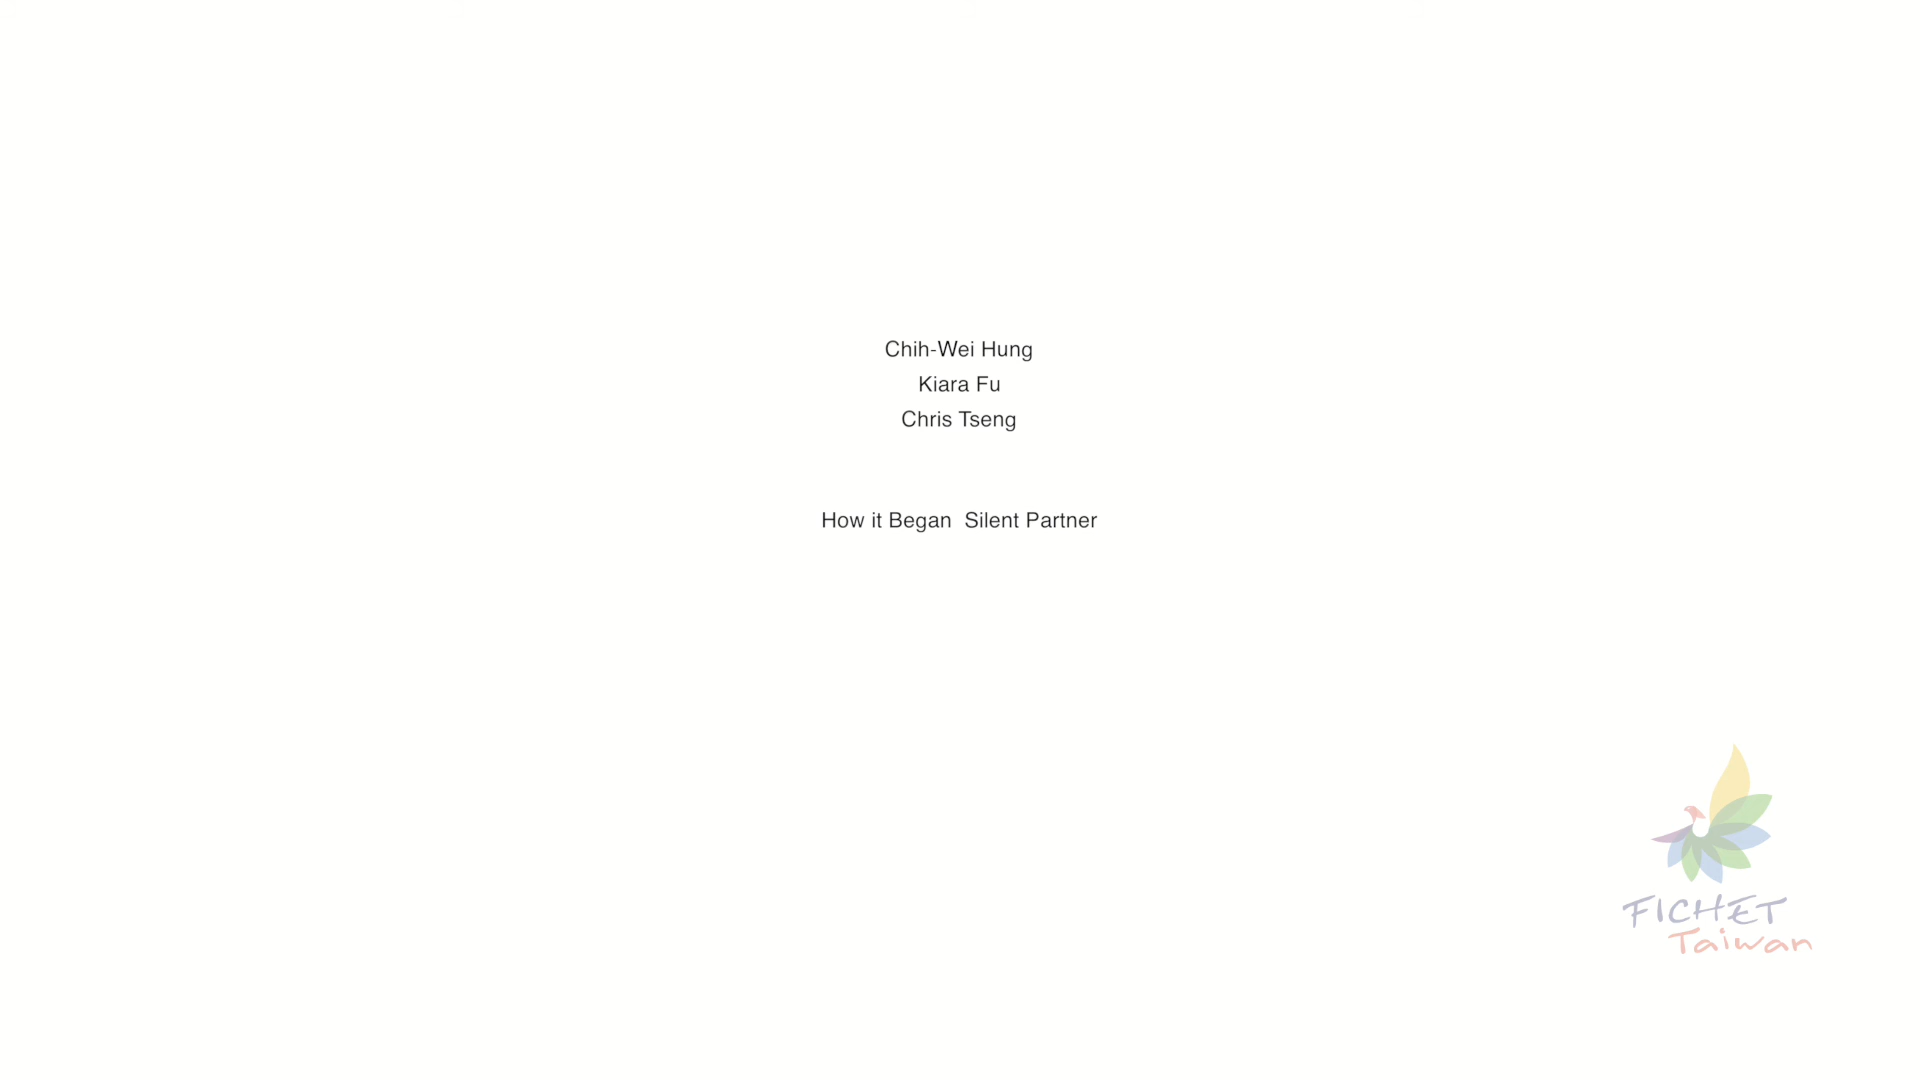 Chih-Wei Hung
Kiara Fu
Chris Tseng
How it Began  Silent Partner
FICHET
Taiwan